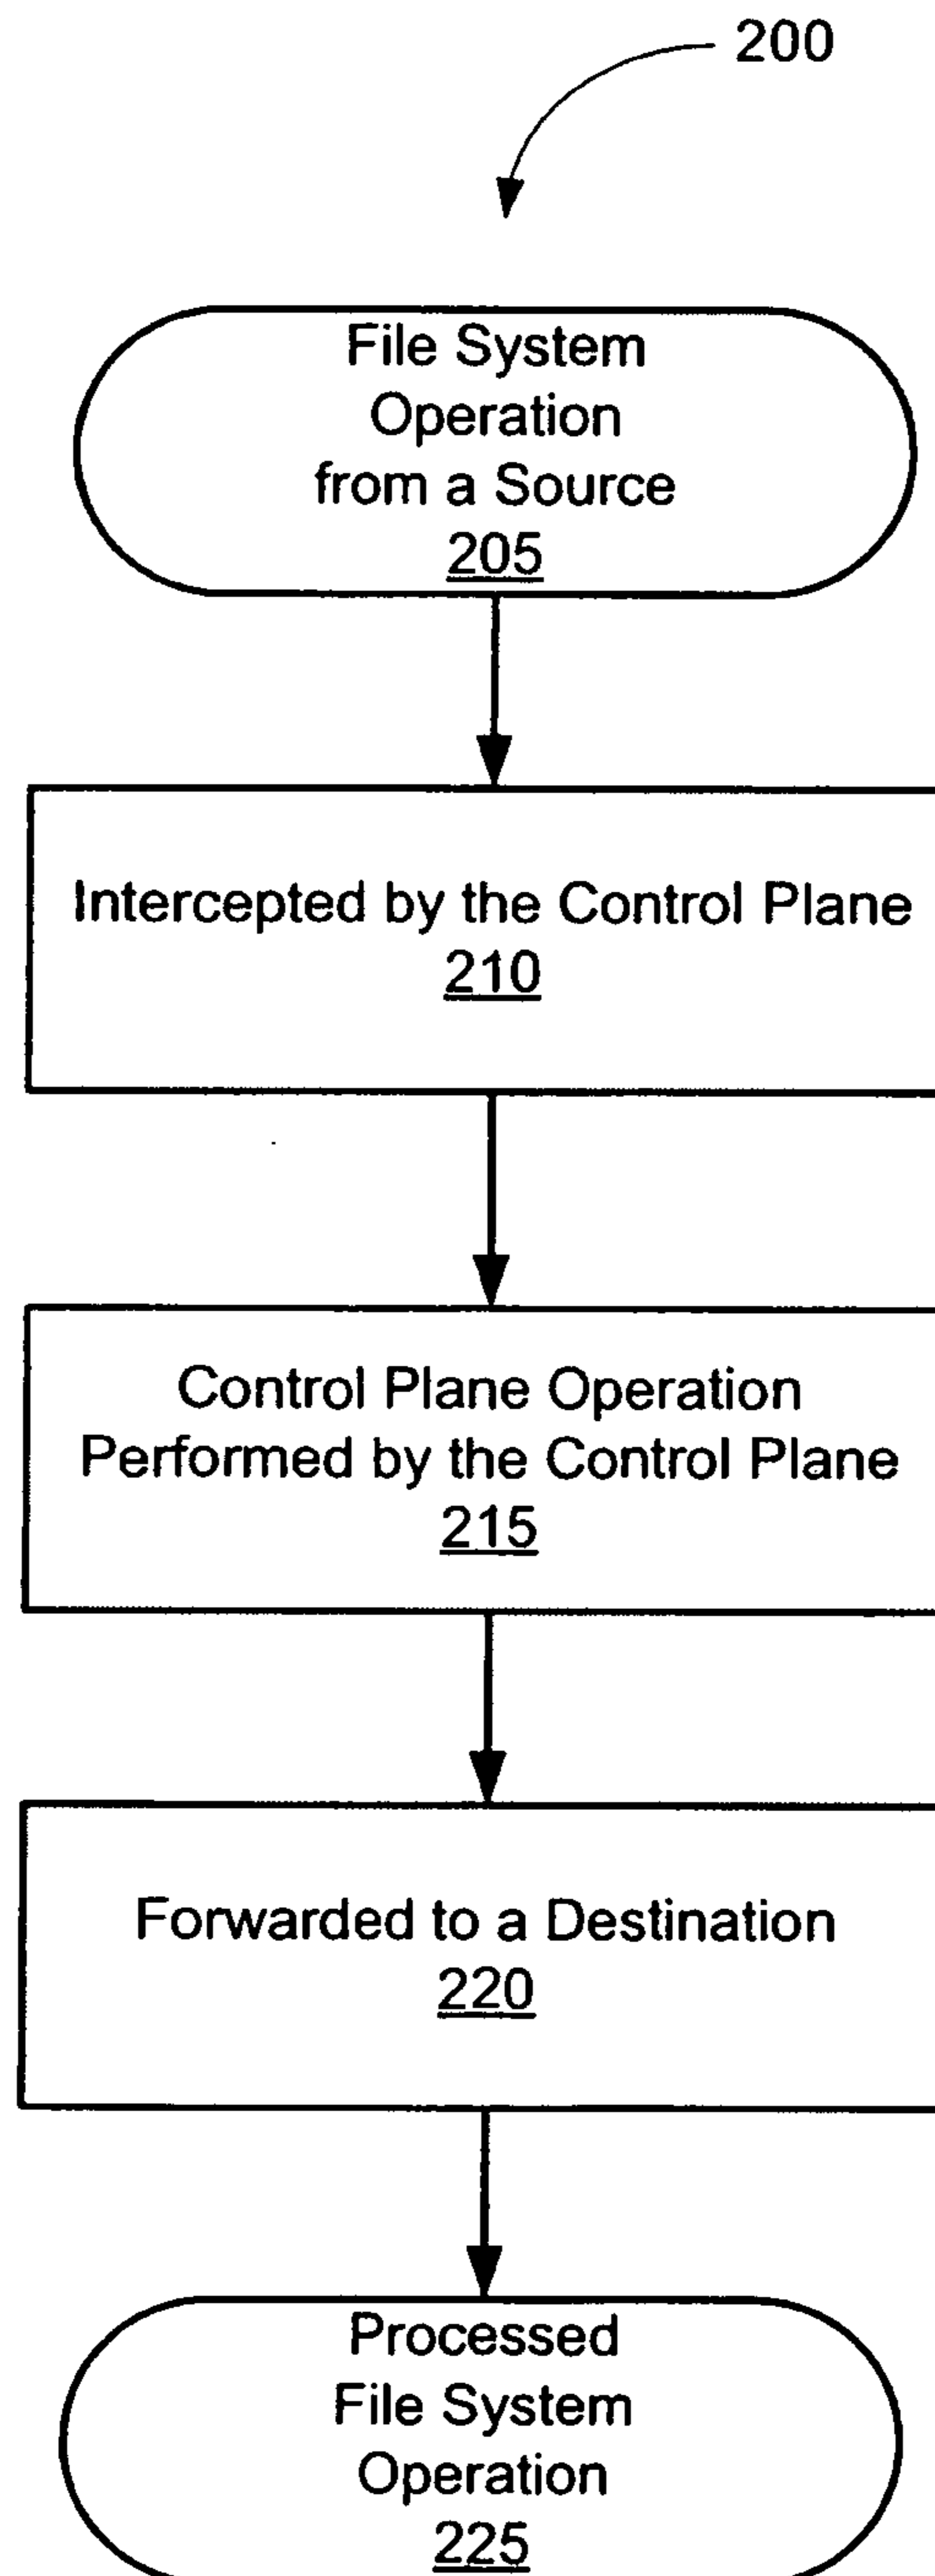 200
File System
Operation
from a Source
205
Intercepted by the Control Plane
210
Control Plane Operation
Performed by the Control Plane
215
Forwarded to a Destination
220
Processed
File System
Operation
225